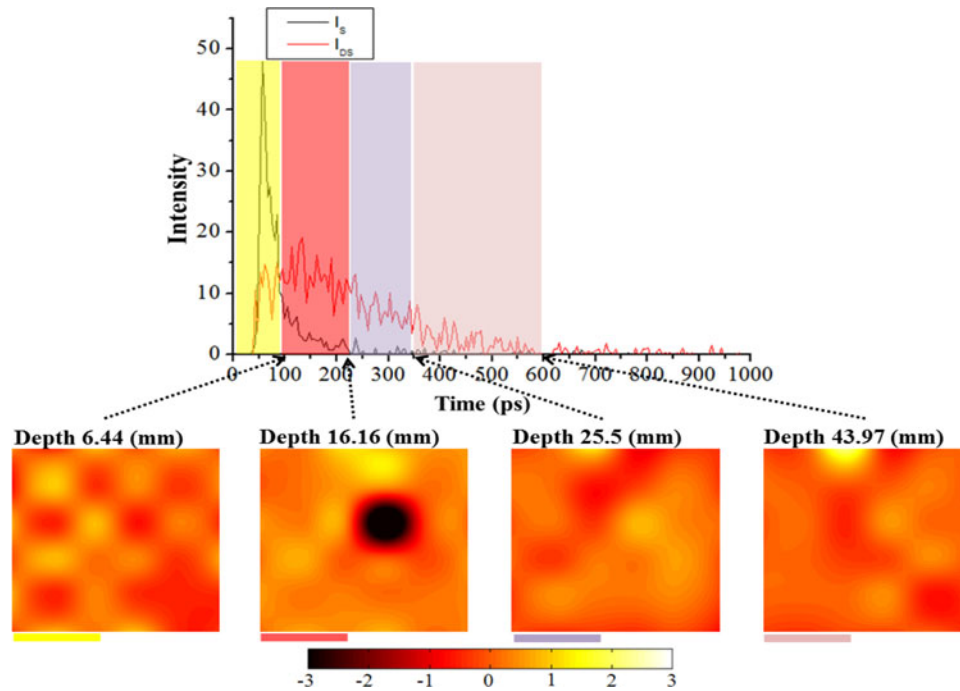 I_S
I_DS
50
40
30
20
10
0
Intensity
0 100 200 300 400 500 600 700 800 900 1000
Time (ps)
Depth 6.44 (mm) Depth 16.16 (mm) Depth 25.5 (mm) Depth 43.97 (mm)
-3 -2 -1 0 1 2 3